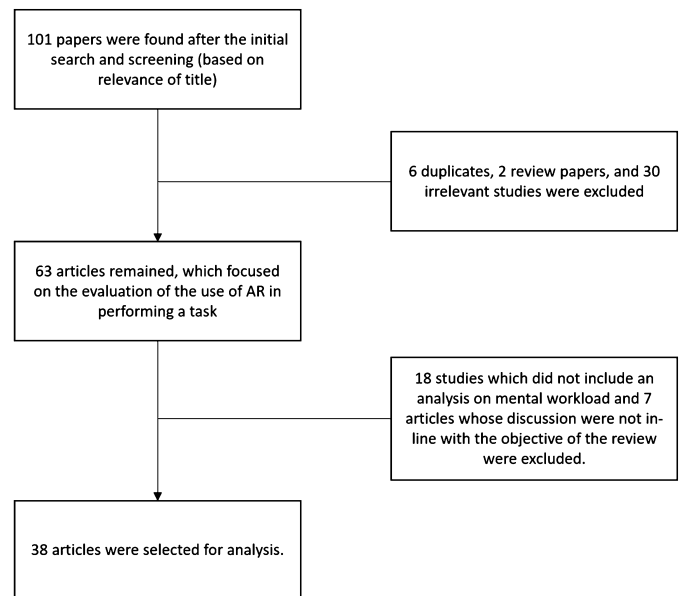 101 papers were found after the initial
search and screening (based on
relevance of title)
6 duplicates, 2 review papers, and 30
irrelevant studies were excluded
63 articles remained, which focused
on the evaluation of the use of AR in
performing a task
18 studies which did not include an
analysis on mental workload and 7
articles whose discussion were not in-
line with the objective of the review
were excluded.
38 articles were selected for analysis.